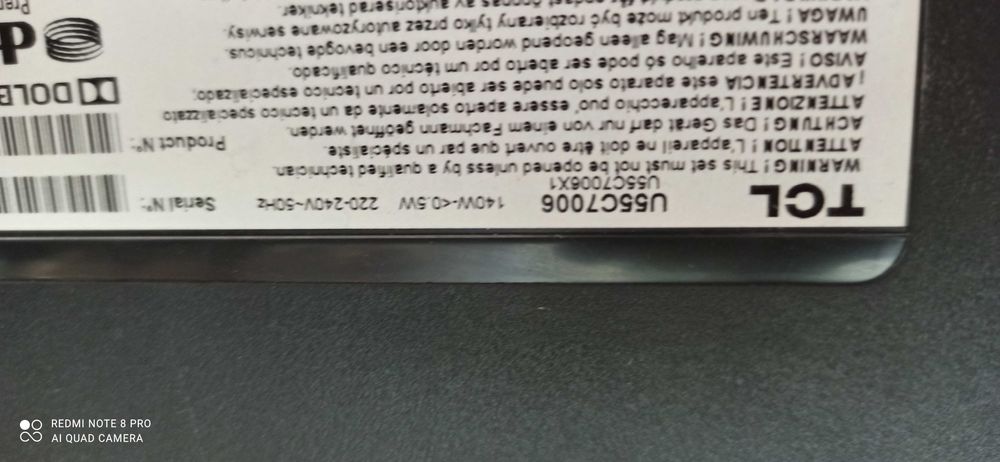 TCL U55C7006 140W-<0.5W 220-240V~50Hz Serial N°:
U55C7006X1
WARNING! This set must not be opened unless by a qualified technician.
ATTENTION! L'appareil ne doit être ouvert que par un spécialiste.
ACHTUNG! Das Gerät darf nur von einem Fachmann geöffnet werden. Product N°:
ATTENZIONE! L'apparecchio puo' essere aperto solamente da un tecnico specializzato
¡ ADVERTENCIA este aparato solo puede ser abierto por un tecnico especializado;
AVISO! Este aparelho só pode ser aberto por um técnico qualificado.
WAARSCHUWING! Mag alleen geopend worden door een bevoegde technicus.
UWAGA! Ten produkt może być rozbierany tylko przez autoryzowane serwisy.
av auktoriserad tekniker.
REDMI NOTE 8 PRO
AI QUAD CAMERA